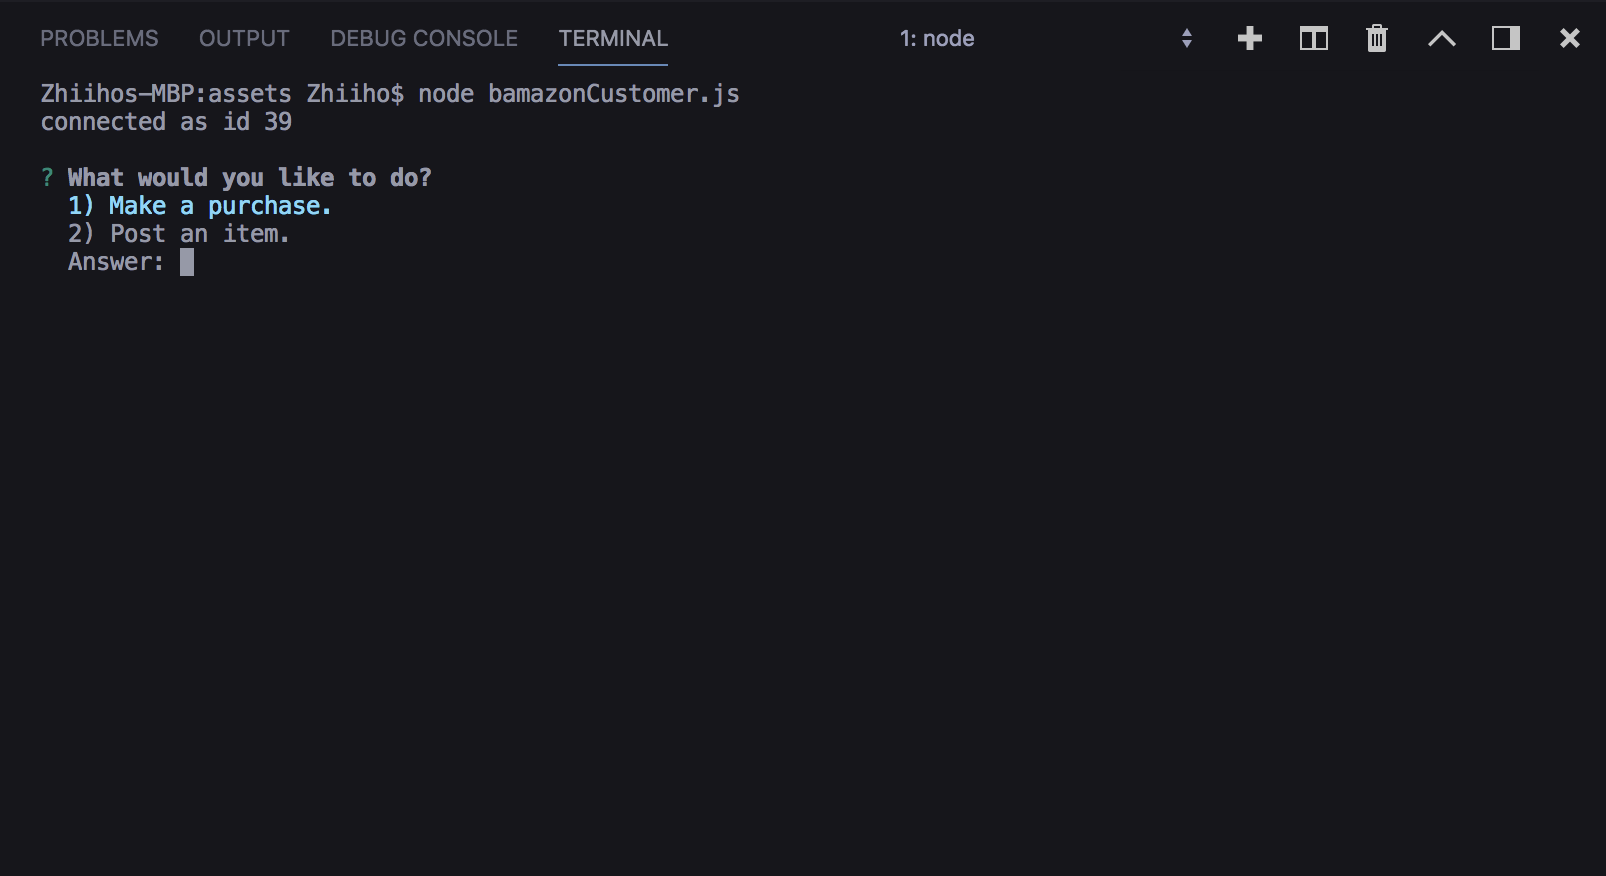 PROBLEMS OUTPUT DEBUG CONSOLE TERMINAL 1: node
Zhiihos-MBP:assets Zhiiho$ node bamazonCustomer.js
connected as id 39
? What would you like to do?
1) Make a purchase.
2) Post an item.
Answer: